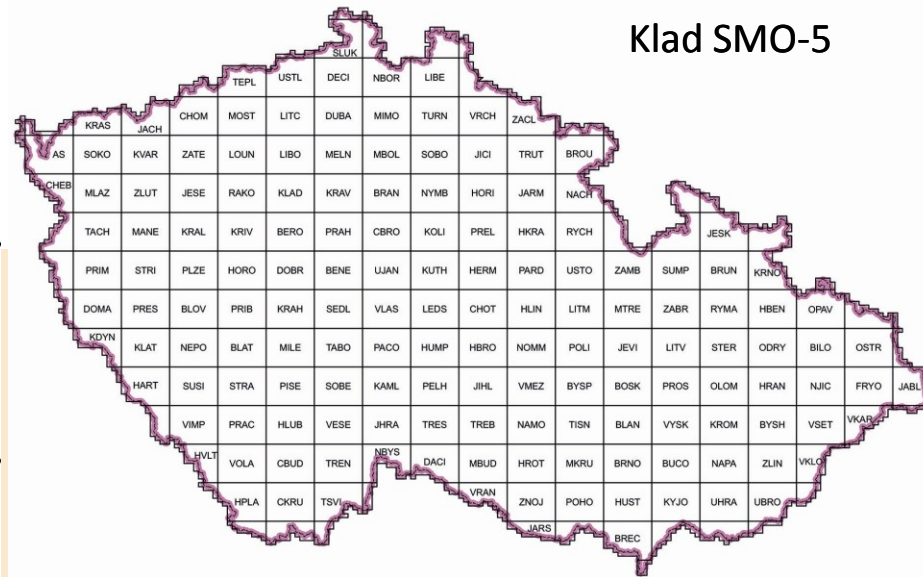 Klad SMO-5
SLUK
TEPL USTL DECI NBOR LIBE
KRAS JACH CHOM MOST LITC DUBA MIMO TURN VRCH ZACL
AS SOKO KVAR ZATE LOUN LIBO MELN MBOL SOBO JICI TRUT BROU
CHEB MLAZ ZLUT JESE RAKO KLAD KRAV BRAN NYMB HORI JARM NACH
TACH MANE KRAL KRIV BERO PRAH CBRO KOLI PREL HKRA RYCH JESK
PRIM STRI PLZE HORO DOBR BENE UJAN KUTH HERM PARD USTO ZAMB SUMP BRUN KRNO
DOMA PRES BLOV PRIB KRAH SEDL VLAS LEDS CHOT HLIN LITM MTRE ZABR RYMA HBEN OPAV
KDYN KLAT NEPO BLAT MILE TABO PACO HUMP HBRO NOMM POLI JEVI LITV STER ODRY BILO OSTR
HART SUSI STRA PISE SOBE KAML PELH JIHL VMEZ BYSP BOSK PROS OLOM HRAN NJIC FRYO JABL
VIMP PRAC HLUB VESE JHRA TRES TREB NAMO TISN BLAN VYSK KROM BYSH VSET VKAR
HVLT VOLA CBUD TREN NBYS DACI MBUD HROT MKRU BRNO BUCO NAPA ZLIN VKLO
HPLA CKRU TSVI VRAN ZNOJ POHO HUST KYJO UHRA UBRO
JARS BREC